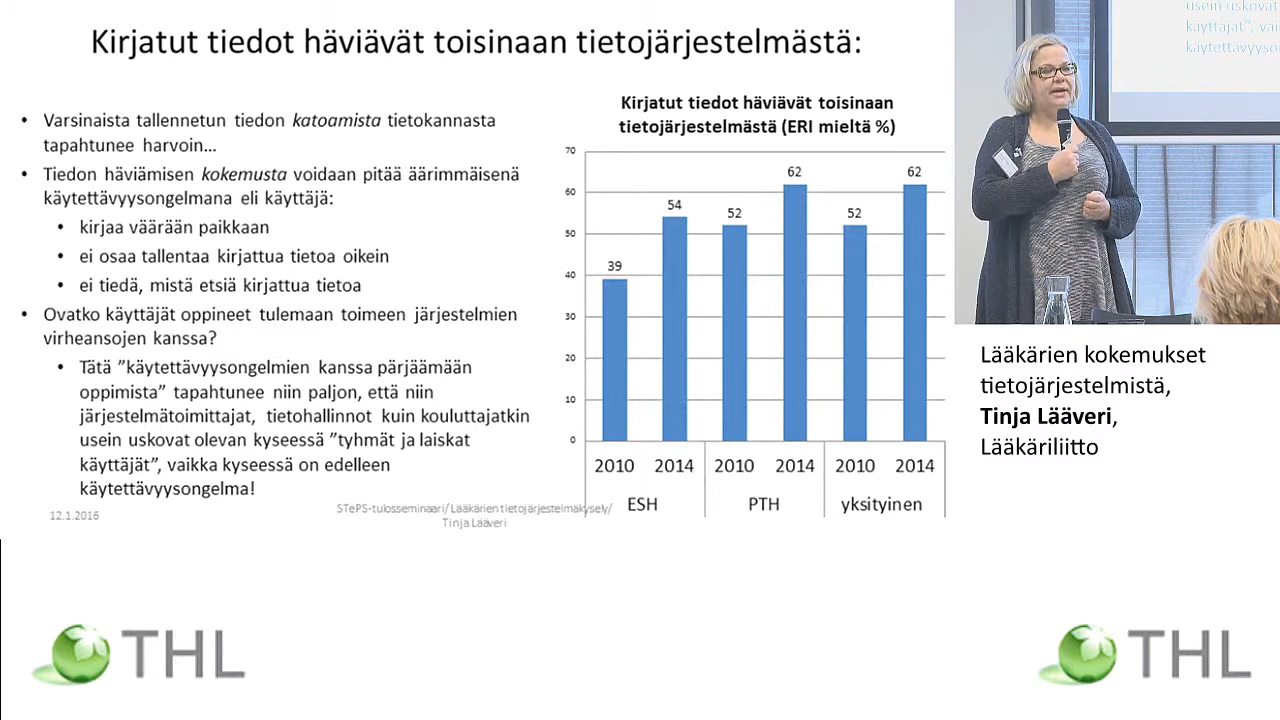 Kirjatut tiedot häviävät toisinaan tietojärjestelmästä:
• Varsinaista tallennetun tiedon katoamista tietokannasta
tapahtunee harvoin...
• Tiedon häviämisen kokemusta voidaan pitää äärimmäisenä
käytettävyysongelmana eli käyttäjä:
• kirjaa väärään paikkaan
• ei osaa tallentaa kirjattua tietoa oikein
• ei tiedä, mistä etsiä kirjattua tietoa
• Ovatko käyttäjät oppineet tulemaan toimeen järjestelmien
virheansojen kanssa?
• Tätä ”käytettävyysongelmien kanssa pärjäämään
oppimista” tapahtunee niin paljon, että niin
järjestelmätoimittajat, tietohallinnot kuin kouluttajatkin
usein uskovat olevan kyseessä ”tyhmät ja laiskat
käyttäjät”, vaikka kyseessä on edelleen
käytettävyysongelma!
12.1.2016
STePS-tulosseminaari/ Lääkärien tietojärjestelmäkysely/
Tinja Lääveri
Kirjatut tiedot häviävät toisinaan
tietojärjestelmästä (ERI mieltä %)
70
60
50
40
30
20
10
0
39
54
52
62
52
62
2010 2014 2010 2014 2010 2014
ESH PTH yksityinen
usein uskovat
käyttäjät”, vai
käytettävyyso
Lääkärien kokemukset
tietojärjestelmistä,
Tinja Lääveri,
Lääkäriliitto
THL
THL